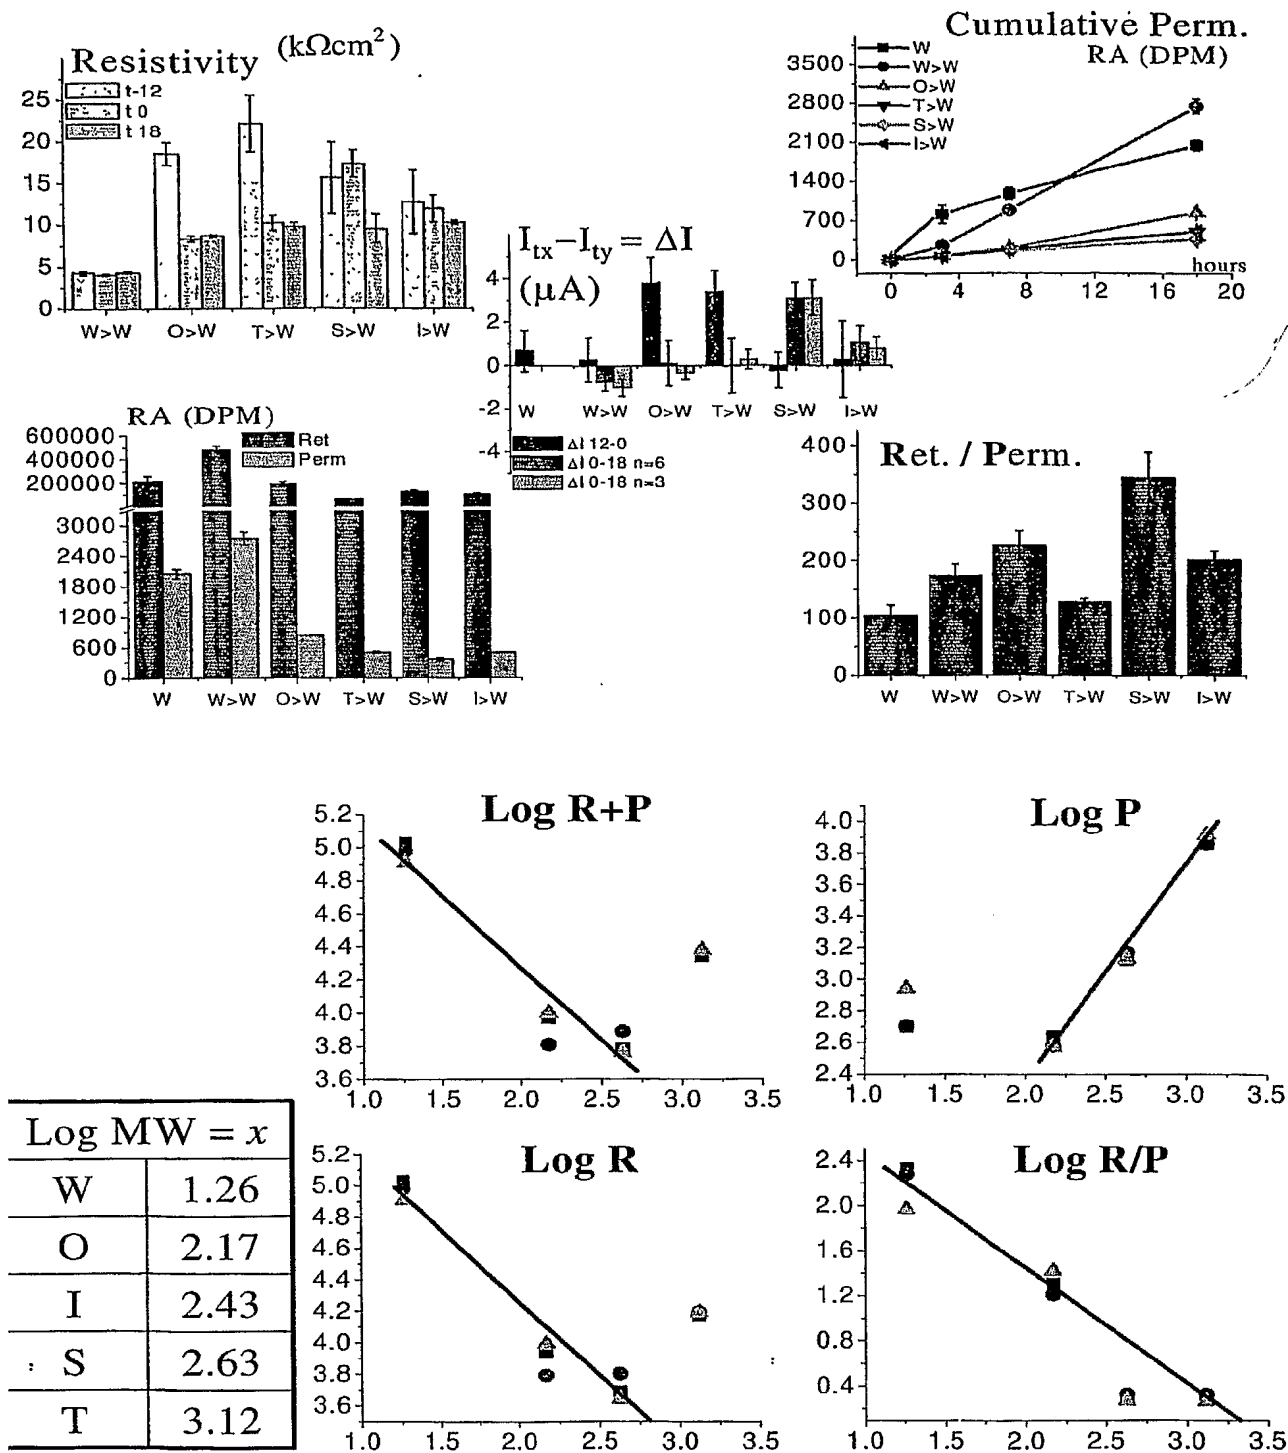 Resistivity (kΩcm²)
t-12
t 0
t 18
25
20
15
10
5
0
W>W O>W T>W S>W I>W
Cumulative Perm.
RA (DPM)
W
W>W
O>W
T>W
S>W
I>W
3500
2800
2100
1400
700
0
hours
0 4 8 12 16 20
Itx–Ity = ΔI
(µA)
4
2
0
-2
-4
W W>W O>W T>W S>W I>W
ΔI 12-0
ΔI 0-18 n=6
ΔI 0-18 n=3
RA (DPM)
Ret
Perm
600000
400000
200000
3000
2400
1800
1200
600
0
W W>W O>W T>W S>W I>W
Ret. / Perm.
400
300
200
100
0
W W>W O>W T>W S>W I>W
Log R+P
5.2
5.0
4.8
4.6
4.4
4.2
4.0
3.8
3.6
1.0 1.5 2.0 2.5 3.0 3.5
Log P
4.0
3.8
3.6
3.4
3.2
3.0
2.8
2.6
2.4
1.0 1.5 2.0 2.5 3.0 3.5
Log MW = x
W 1.26
O 2.17
I 2.43
S 2.63
T 3.12
Log R
5.2
5.0
4.8
4.6
4.4
4.2
4.0
3.8
3.6
1.0 1.5 2.0 2.5 3.0 3.5
Log R/P
2.4
2.0
1.6
1.2
0.8
0.4
1.0 1.5 2.0 2.5 3.0 3.5